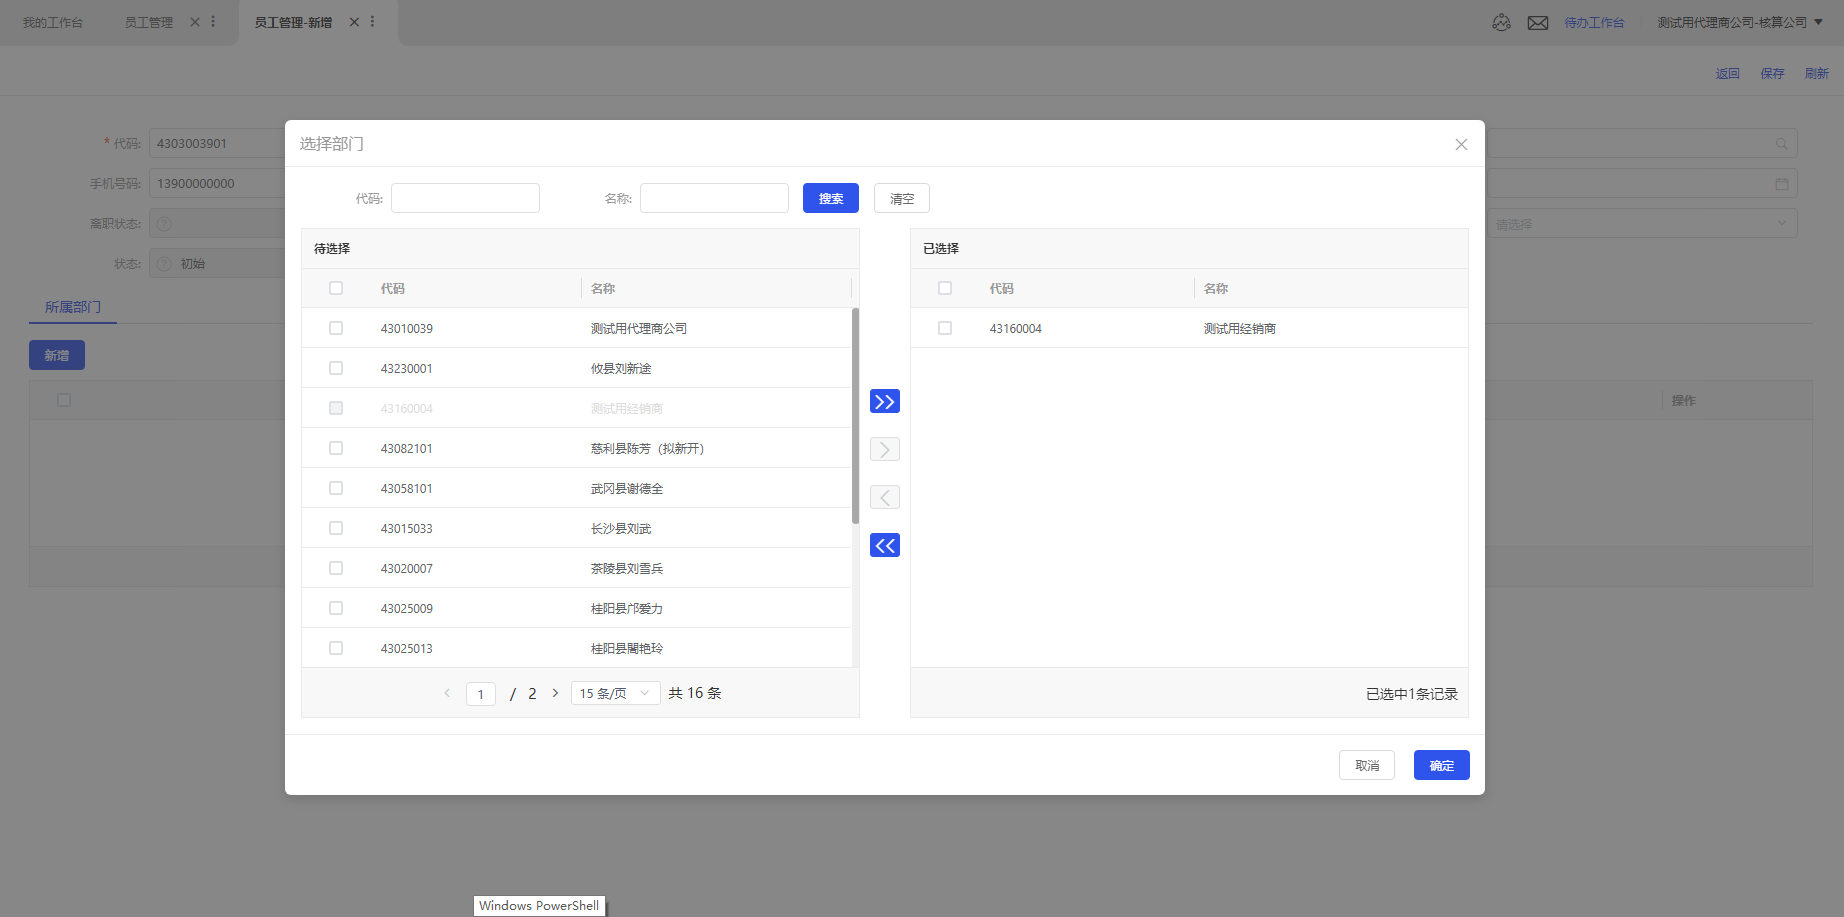 我的工作台 员工管理 员工管理-新增 待办工作台 测试用代理商公司-核算公司
返回 保存 刷新
选择部门
* 代码: 4303003901
手机号码: 13900000000
离职状态:
请选择
状态: 初始
所属部门
新增
操作
代码: 名称: 搜索 清空
待选择
代码 名称
43010039 测试用代理商公司
43230001 攸县刘新途
43160004 测试用经销商
43082101 慈利县陈芳（拟新开）
43058101 武冈县谢德全
43015033 长沙县刘武
43020007 茶陵县刘雪兵
43025009 桂阳县邝爱力
43025013 桂阳县閣艳玲
1 / 2 15 条/页 共 16 条
已选择
代码 名称
43160004 测试用经销商
已选中1条记录
取消 确定
Windows PowerShell